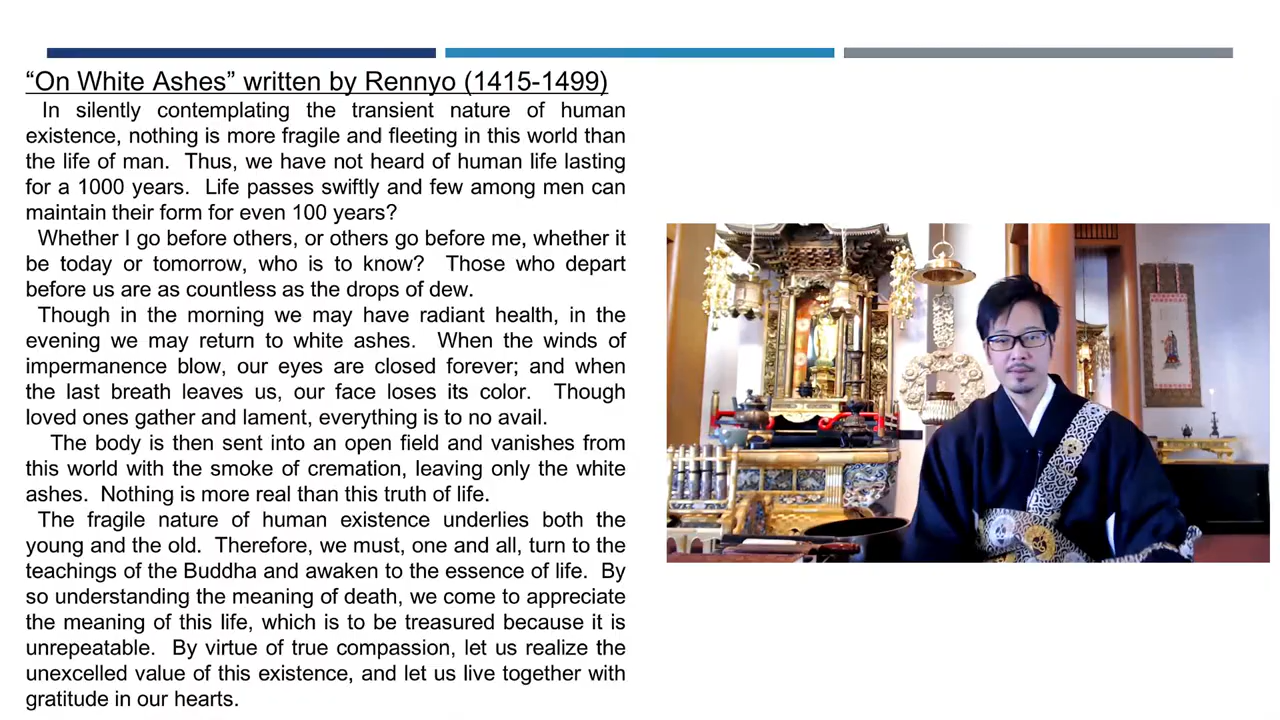 “On White Ashes” written by Rennyo (1415-1499)
In silently contemplating the transient nature of human
existence, nothing is more fragile and fleeting in this world than
the life of man. Thus, we have not heard of human life lasting
for a 1000 years. Life passes swiftly and few among men can
maintain their form for even 100 years?
Whether I go before others, or others go before me, whether it
be today or tomorrow, who is to know? Those who depart
before us are as countless as the drops of dew.
Though in the morning we may have radiant health, in the
evening we may return to white ashes. When the winds of
impermanence blow, our eyes are closed forever; and when
the last breath leaves us, our face loses its color. Though
loved ones gather and lament, everything is to no avail.
The body is then sent into an open field and vanishes from
this world with the smoke of cremation, leaving only the white
ashes. Nothing is more real than this truth of life.
The fragile nature of human existence underlies both the
young and the old. Therefore, we must, one and all, turn to the
teachings of the Buddha and awaken to the essence of life. By
so understanding the meaning of death, we come to appreciate
the meaning of this life, which is to be treasured because it is
unrepeatable. By virtue of true compassion, let us realize the
unexcelled value of this existence, and let us live together with
gratitude in our hearts.